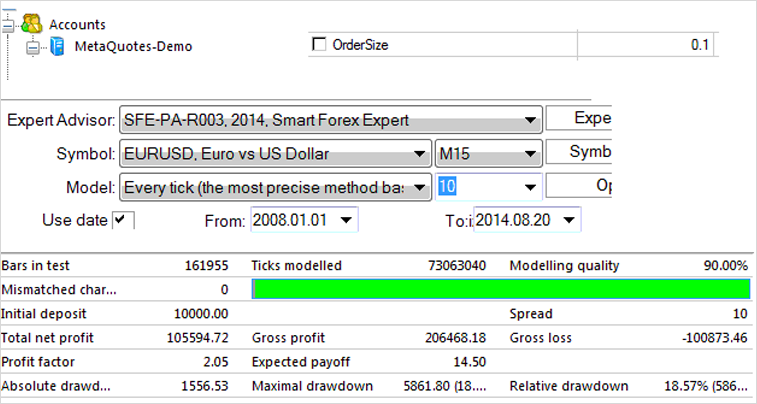 Accounts
MetaQuotes-Demo
OrderSize 0.1
Expert Advisor: SFE-PA-R003, 2014, Smart Forex Expert Expe
Symbol: EURUSD, Euro vs US Dollar M15 Symb
Model: Every tick (the most precise method bas 10 Op
Use date From: 2008.01.01 To:i 2014.08.20
Bars in test 161955 Ticks modelled 73063040 Modelling quality 90.00%
Mismatched char... 0
Initial deposit 10000.00 Spread 10
Total net profit 105594.72 Gross profit 206468.18 Gross loss -100873.46
Profit factor 2.05 Expected payoff 14.50
Absolute drawd... 1556.53 Maximal drawdown 5861.80 (18.... Relative drawdown 18.57% (586...